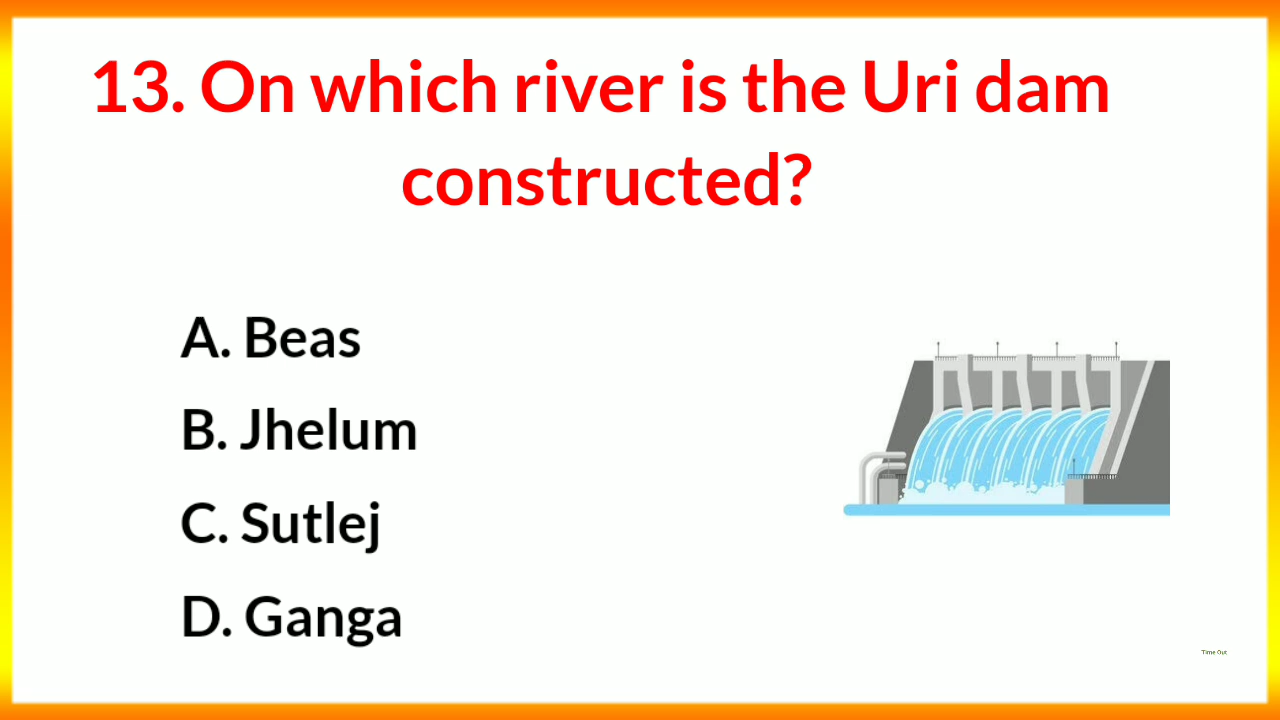 13. On which river is the Uri dam
constructed?
A. Beas
B. Jhelum
C. Sutlej
D. Ganga
Time Out